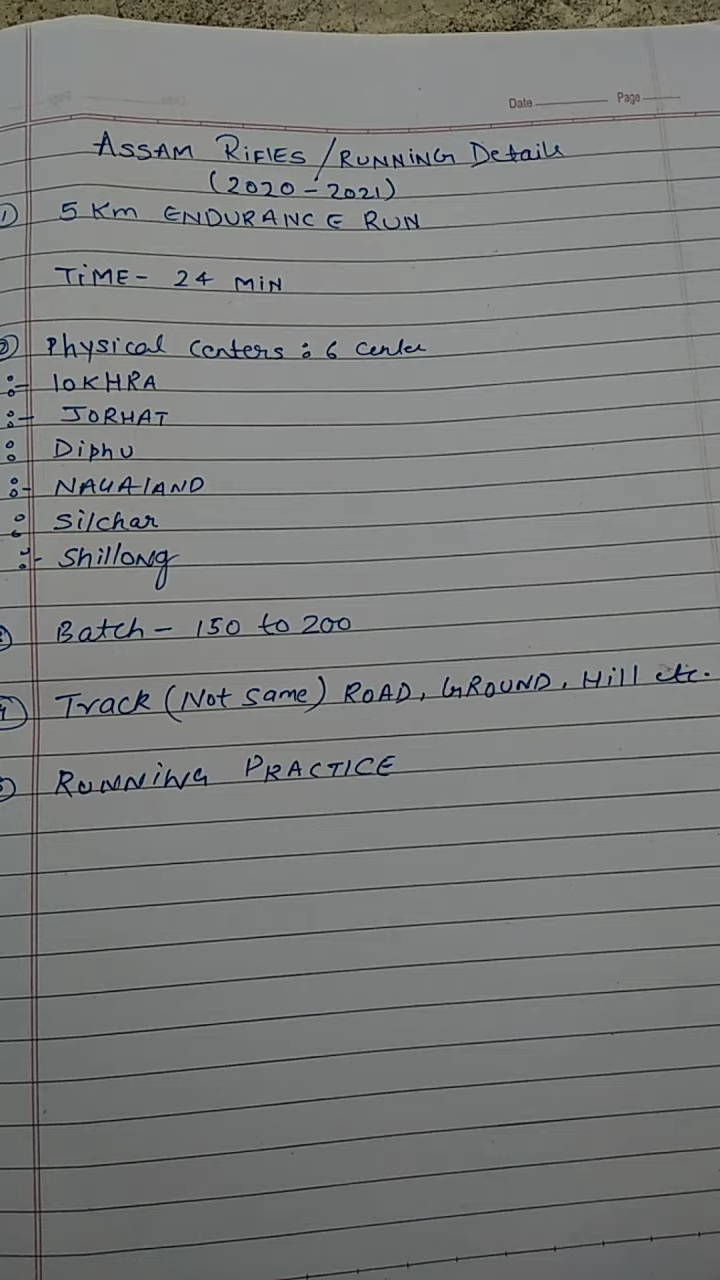 Date Page
ASSAM RIFlES / RUNNING Details
(2020-2021)
① 5 Km ENDURANCE RUN
TiME- 24 MiN
② Physical Centers : 6 Center
:- lOKHRA
:- JORHAT
: Diphu
:- NAGAlAND
: Silchar
:- Shillong
③ Batch - 150 to 200
④ Track (Not Same) ROAD, GROUND, Hill etc.
⑤ RUNNiNG PRACTICE